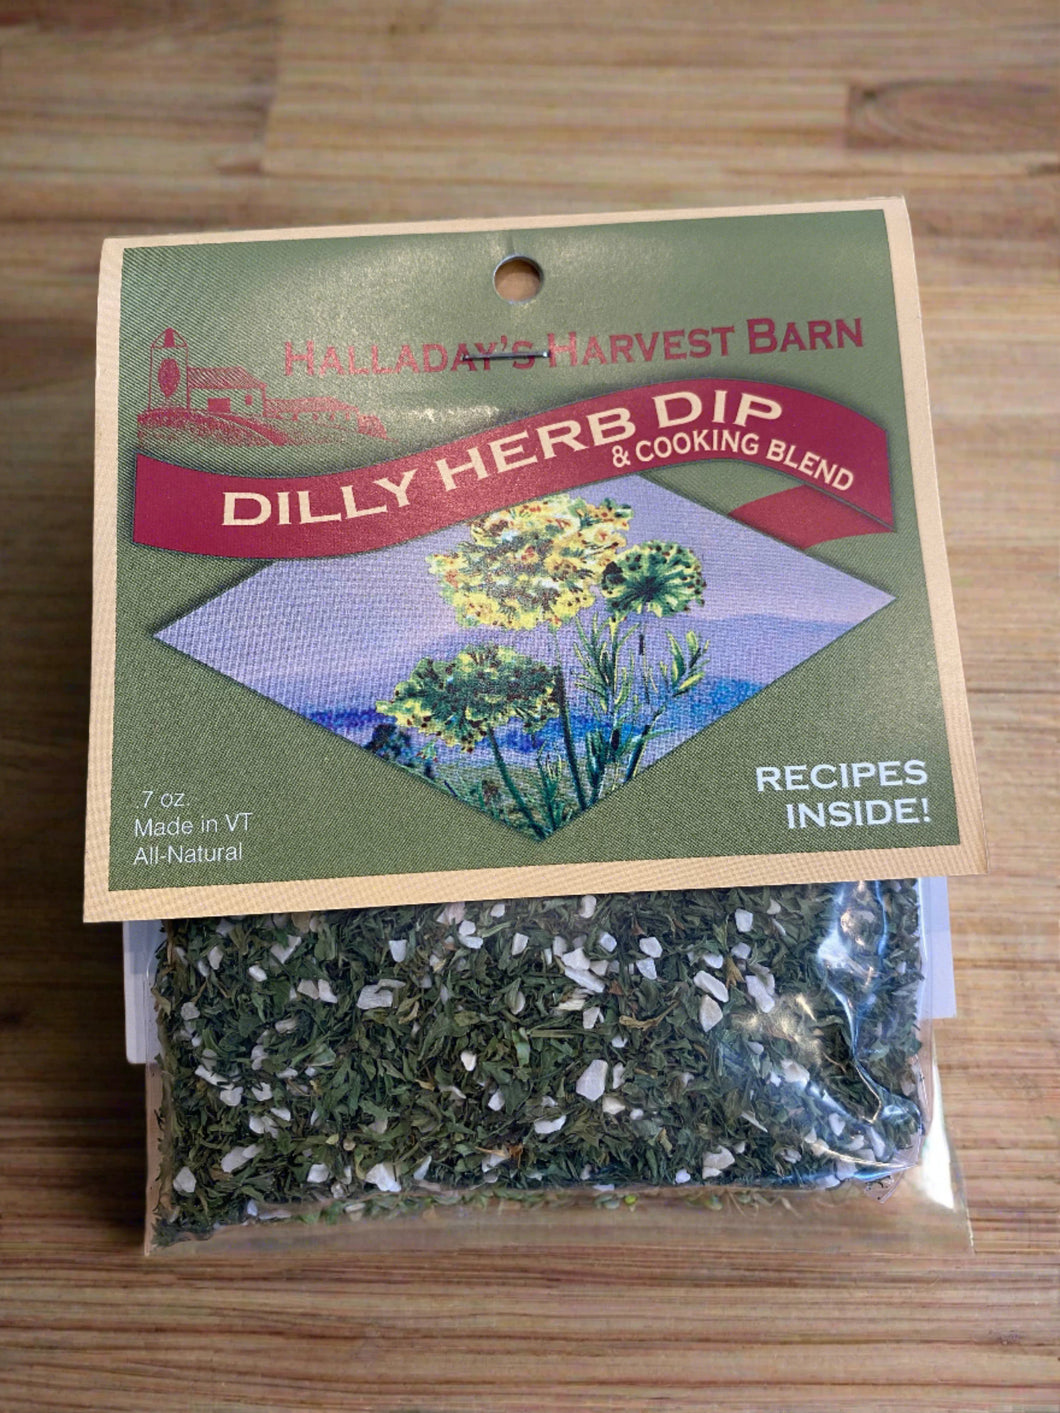 HALLADAY'S HARVEST BARN
DILLY HERB DIP
& COOKING BLEND
RECIPES
INSIDE!
.7 oz.
Made in VT
All-Natural